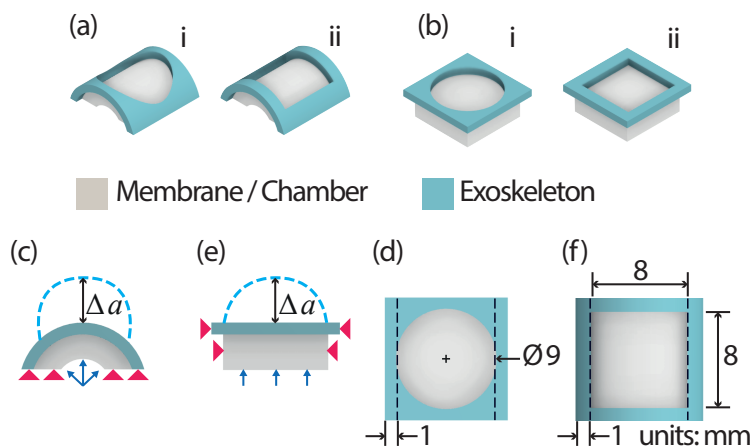 (a) i ii (b) i ii
Membrane / Chamber Exoskeleton
(c) (e) (d) (f)
Δa Δa Ø9 8 8
1 1 units: mm